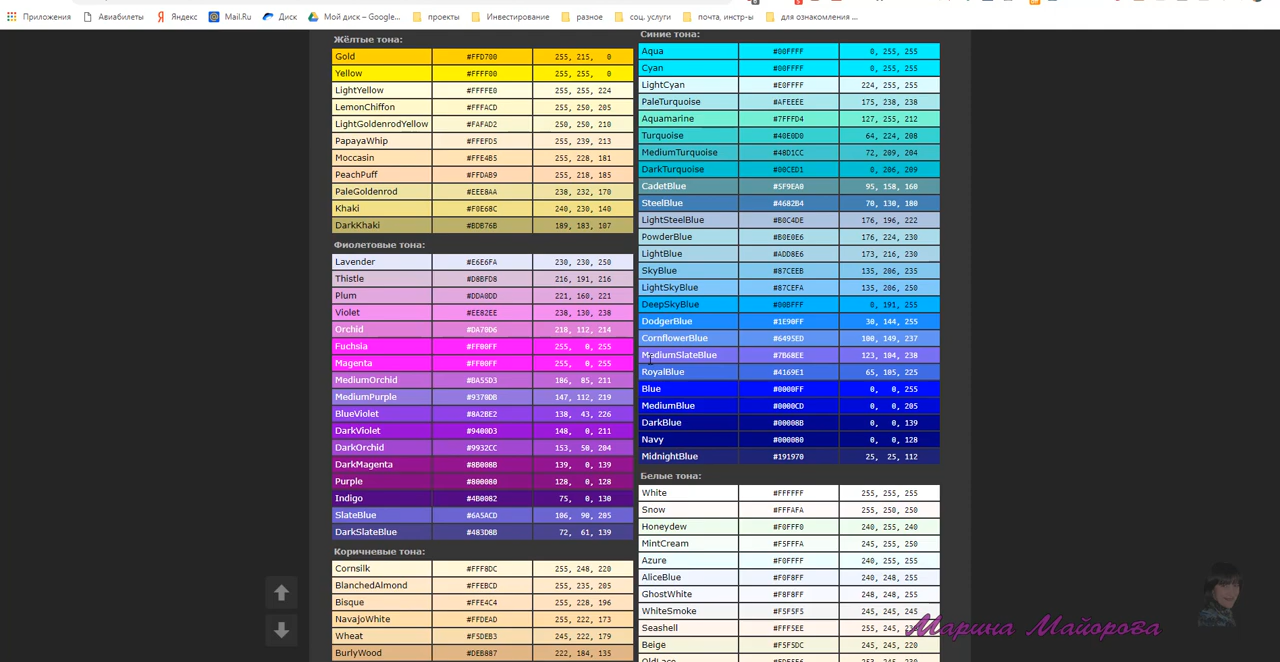 Приложения Авиабилеты Яндекс Mail.Ru Диск Мой диск – Google... проекты Инвестирование разное соц. услуги почта, инстр-ы для ознакомления ...
Жёлтые тона:
Gold #FFD700 255, 215, 0
Yellow #FFFF00 255, 255, 0
LightYellow #FFFFE0 255, 255, 224
LemonChiffon #FFFACD 255, 250, 205
LightGoldenrodYellow #FAFAD2 250, 250, 210
PapayaWhip #FFEFD5 255, 239, 213
Moccasin #FFE4B5 255, 228, 181
PeachPuff #FFDAB9 255, 218, 185
PaleGoldenrod #EEE8AA 238, 232, 170
Khaki #F0E68C 240, 230, 140
DarkKhaki #BDB76B 189, 183, 107
Фиолетовые тона:
Lavender #E6E6FA 230, 230, 250
Thistle #D8BFD8 216, 191, 216
Plum #DDA0DD 221, 160, 221
Violet #EE82EE 238, 130, 238
Orchid #DA70D6 218, 112, 214
Fuchsia #FF00FF 255, 0, 255
Magenta #FF00FF 255, 0, 255
MediumOrchid #BA55D3 186, 85, 211
MediumPurple #9370DB 147, 112, 219
BlueViolet #8A2BE2 138, 43, 226
DarkViolet #9400D3 148, 0, 211
DarkOrchid #9932CC 153, 50, 204
DarkMagenta #8B008B 139, 0, 139
Purple #800080 128, 0, 128
Indigo #4B0082 75, 0, 130
SlateBlue #6A5ACD 106, 90, 205
DarkSlateBlue #483D8B 72, 61, 139
Коричневые тона:
Cornsilk #FFF8DC 255, 248, 220
BlanchedAlmond #FFEBCD 255, 235, 205
Bisque #FFE4C4 255, 228, 196
NavajoWhite #FFDEAD 255, 222, 173
Wheat #F5DEB3 245, 222, 179
BurlyWood #DEB887 222, 184, 135
Синие тона:
Aqua #00FFFF 0, 255, 255
Cyan #00FFFF 0, 255, 255
LightCyan #E0FFFF 224, 255, 255
PaleTurquoise #AFEEEE 175, 238, 238
Aquamarine #7FFFD4 127, 255, 212
Turquoise #40E0D0 64, 224, 208
MediumTurquoise #48D1CC 72, 209, 204
DarkTurquoise #00CED1 0, 206, 209
CadetBlue #5F9EA0 95, 158, 160
SteelBlue #4682B4 70, 130, 180
LightSteelBlue #B0C4DE 176, 196, 222
PowderBlue #B0E0E6 176, 224, 230
LightBlue #ADD8E6 173, 216, 230
SkyBlue #87CEEB 135, 206, 235
LightSkyBlue #87CEFA 135, 206, 250
DeepSkyBlue #00BFFF 0, 191, 255
DodgerBlue #1E90FF 30, 144, 255
CornflowerBlue #6495ED 100, 149, 237
MediumSlateBlue #7B68EE 123, 104, 238
RoyalBlue #4169E1 65, 105, 225
Blue #0000FF 0, 0, 255
MediumBlue #0000CD 0, 0, 205
DarkBlue #00008B 0, 0, 139
Navy #000080 0, 0, 128
MidnightBlue #191970 25, 25, 112
Белые тона:
White #FFFFFF 255, 255, 255
Snow #FFFAFA 255, 250, 250
Honeydew #F0FFF0 240, 255, 240
MintCream #F5FFFA 245, 255, 250
Azure #F0FFFF 240, 255, 255
AliceBlue #F0F8FF 240, 248, 255
GhostWhite #F8F8FF 248, 248, 255
WhiteSmoke #F5F5F5 245, 245, 245
Seashell #FFF5EE 255, 245,
Beige #F5F5DC 245, 245, 220
Марина Майорова